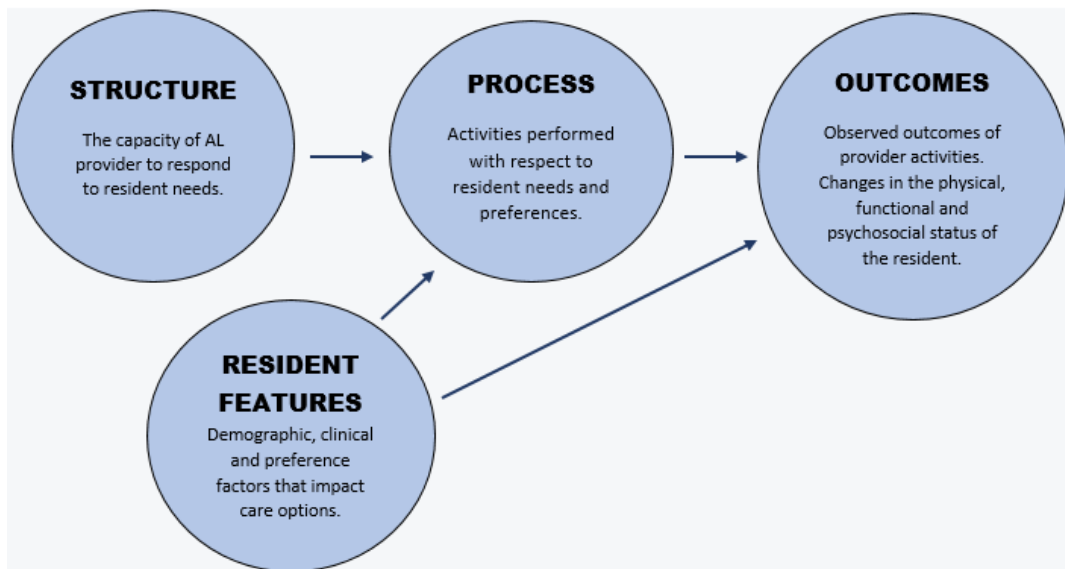 STRUCTURE
The capacity of AL
provider to respond
to resident needs.
PROCESS
Activities performed
with respect to
resident needs and
preferences.
OUTCOMES
Observed outcomes of
provider activities.
Changes in the physical,
functional and
psychosocial status of
the resident.
RESIDENT
FEATURES
Demographic, clinical
and preference
factors that impact
care options.